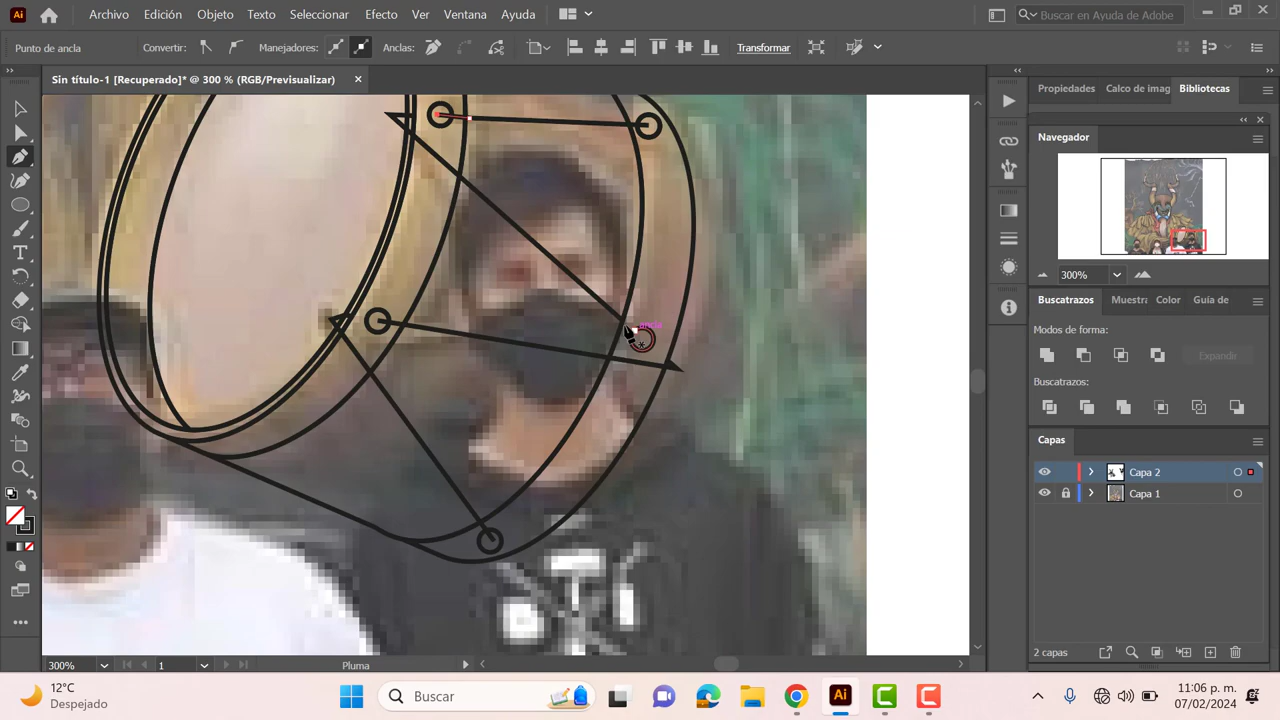 Ai
Archivo Edición Objeto Texto Seleccionar Efecto Ver Ventana Ayuda
Buscar en Ayuda de Adobe
Punto de ancla Convertir: Manejadores: Anclas: Transformar
Sin título-1 [Recuperado]* @ 300 % (RGB/Previsualizar)
Propiedades Calco de imag Bibliotecas
Navegador
300%
Buscatrazos Muestra Color Guía de
Modos de forma:
Expandir
Buscatrazos:
Capas
Capa 2
Capa 1
ancla
2 capas
300% 1 Pluma
12°C
Despejado
Buscar
Ai
11:06 p. m.
07/02/2024